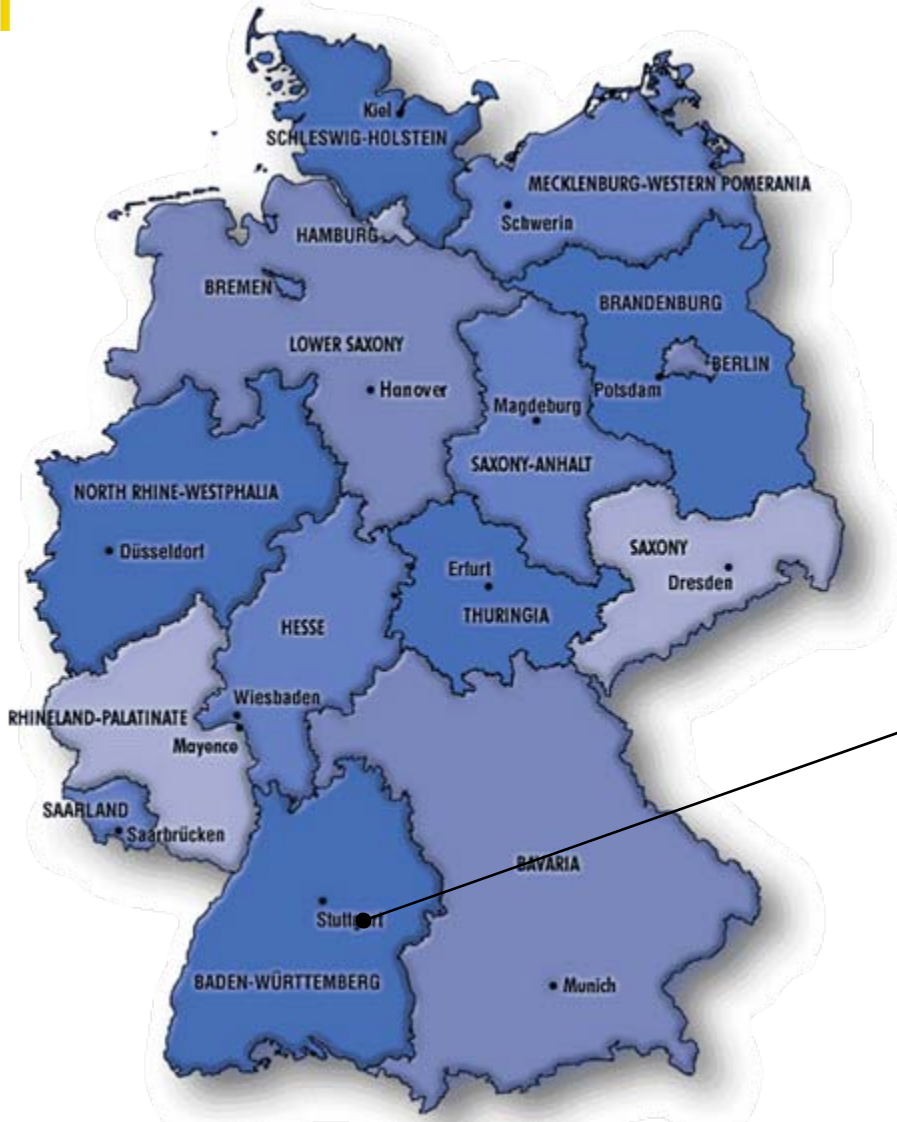 Kiel
SCHLESWIG-HOLSTEIN
MECKLENBURG-WESTERN POMERANIA
Schwerin
HAMBURG
BREMEN
BRANDENBURG
LOWER SAXONY
BERLIN
Hanover
Potsdam
Magdeburg
SAXONY-ANHALT
NORTH RHINE-WESTPHALIA
Düsseldorf
SAXONY
Erfurt
Dresden
THURINGIA
HESSE
Wiesbaden
RHINELAND-PALATINATE
Mayence
SAARLAND
Saarbrücken
BAVARIA
Stuttgart
BADEN-WÜRTTEMBERG
Munich